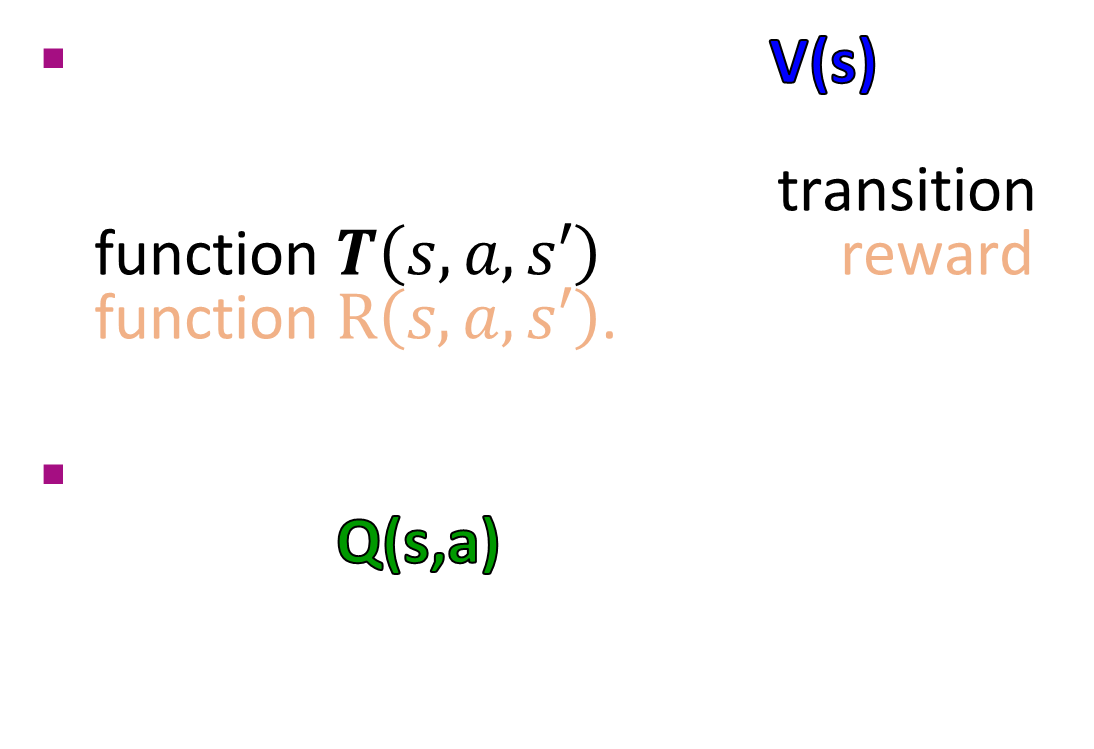 V(s)
transition
function T(s, a, s′) reward
function R(s, a, s′).
Q(s,a)